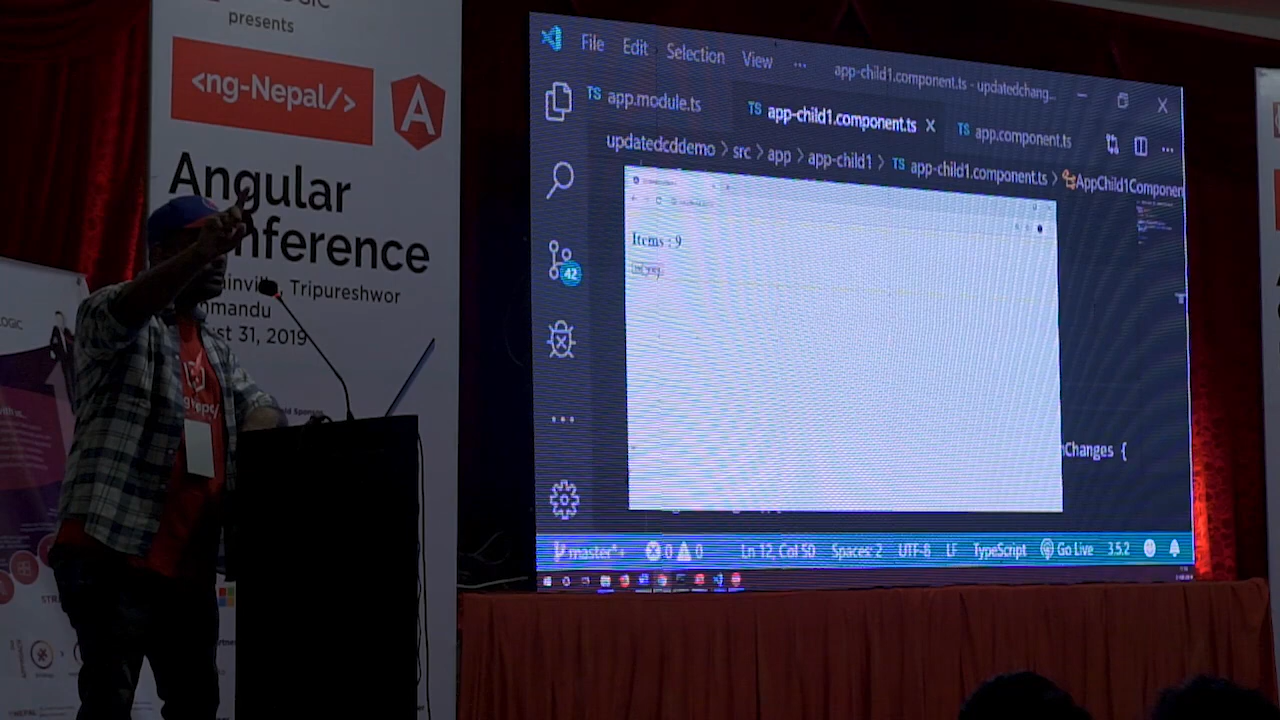 presents
<ng-Nepal/>
Angular
nference
Tripureshwor
mandu
st 31, 2019
File Edit Selection View ... app-child1.component.ts - updatedchang...
TS app.module.ts TS app-child1.component.ts TS app.component.ts ...
updatedcddemo > src > app > app-child1 > TS app-child1.component.ts > AppChild1Componen
Items : 9
42
Changes {
master*+ 0 0 Ln 12, Col 50 Spaces: 2 UTF-8 LF TypeScript Go Live 3.5.2